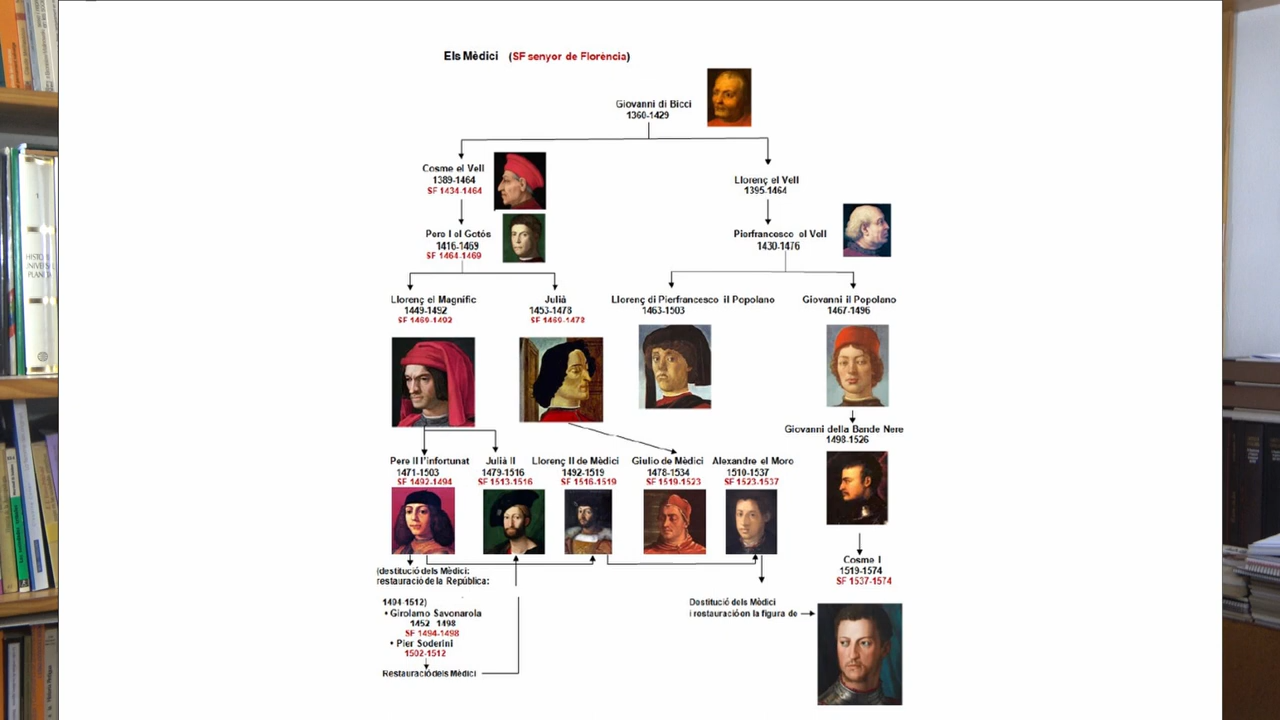 Els Mèdici (SF senyor de Florència)
Giovanni di Bicci
1360-1429
Cosme el Vell
1389-1464
SF 1434-1464
Llorenç el Vell
1395-1464
Pere I el Gotós
1416-1469
SF 1464-1469
Pierfrancesco el Vell
1430-1476
Llorenç el Magnífic
1449-1492
SF 1469-1492
Julià
1453-1478
SF 1469-1478
Llorenç di Pierfrancesco il Popolano
1463-1503
Giovanni il Popolano
1467-1496
Giovanni della Bande Nere
1498-1526
Pere II l'infortunat
1471-1503
SF 1492-1494
Julià II
1479-1516
SF 1513-1516
Llorenç II de Mèdici
1492-1519
SF 1516-1519
Giulio de Mèdici
1478-1534
SF 1519-1523
Alexandre el Moro
1510-1537
SF 1523-1537
Cosme I
1519-1574
SF 1537-1574
(destitució dels Mèdici:
restauració de la República:
1494-1512)
• Girolamo Savonarola
1452 1498
SF 1494-1498
• Pier Soderini
1502-1512
Restauració dels Mèdici
Destitució dels Mèdici
i restauració en la figura de